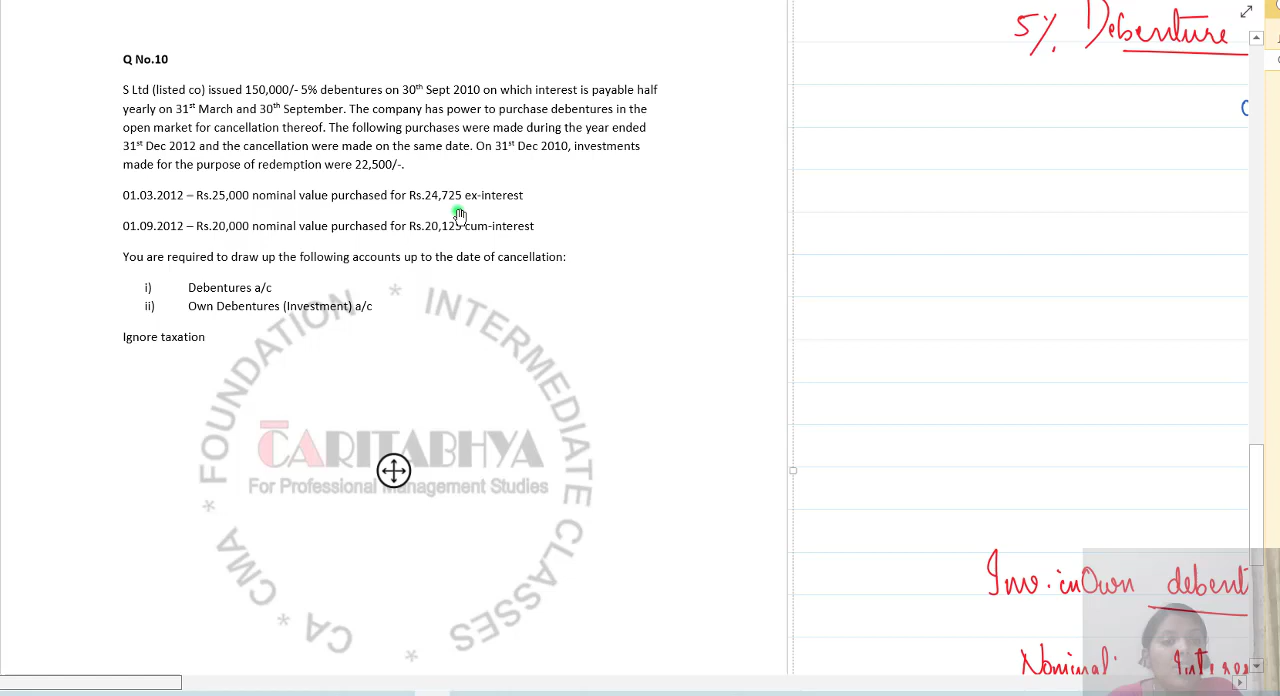 Q No.10
S Ltd (listed co) issued 150,000/- 5% debentures on 30th Sept 2010 on which interest is payable half
yearly on 31st March and 30th September. The company has power to purchase debentures in the
open market for cancellation thereof. The following purchases were made during the year ended
31st Dec 2012 and the cancellation were made on the same date. On 31st Dec 2010, investments
made for the purpose of redemption were 22,500/-.
01.03.2012 – Rs.25,000 nominal value purchased for Rs.24,725 ex-interest
01.09.2012 – Rs.20,000 nominal value purchased for Rs.20,125 cum-interest
You are required to draw up the following accounts up to the date of cancellation:
i) Debentures a/c
ii) Own Debentures (Investment) a/c
Ignore taxation
* FOUNDATION * INTERMEDIATE CLASSES * CA * CMA
CARITABHYA
For Professional Management Studies
5% Debenture
Inv. in Own debent
Nominal Interes